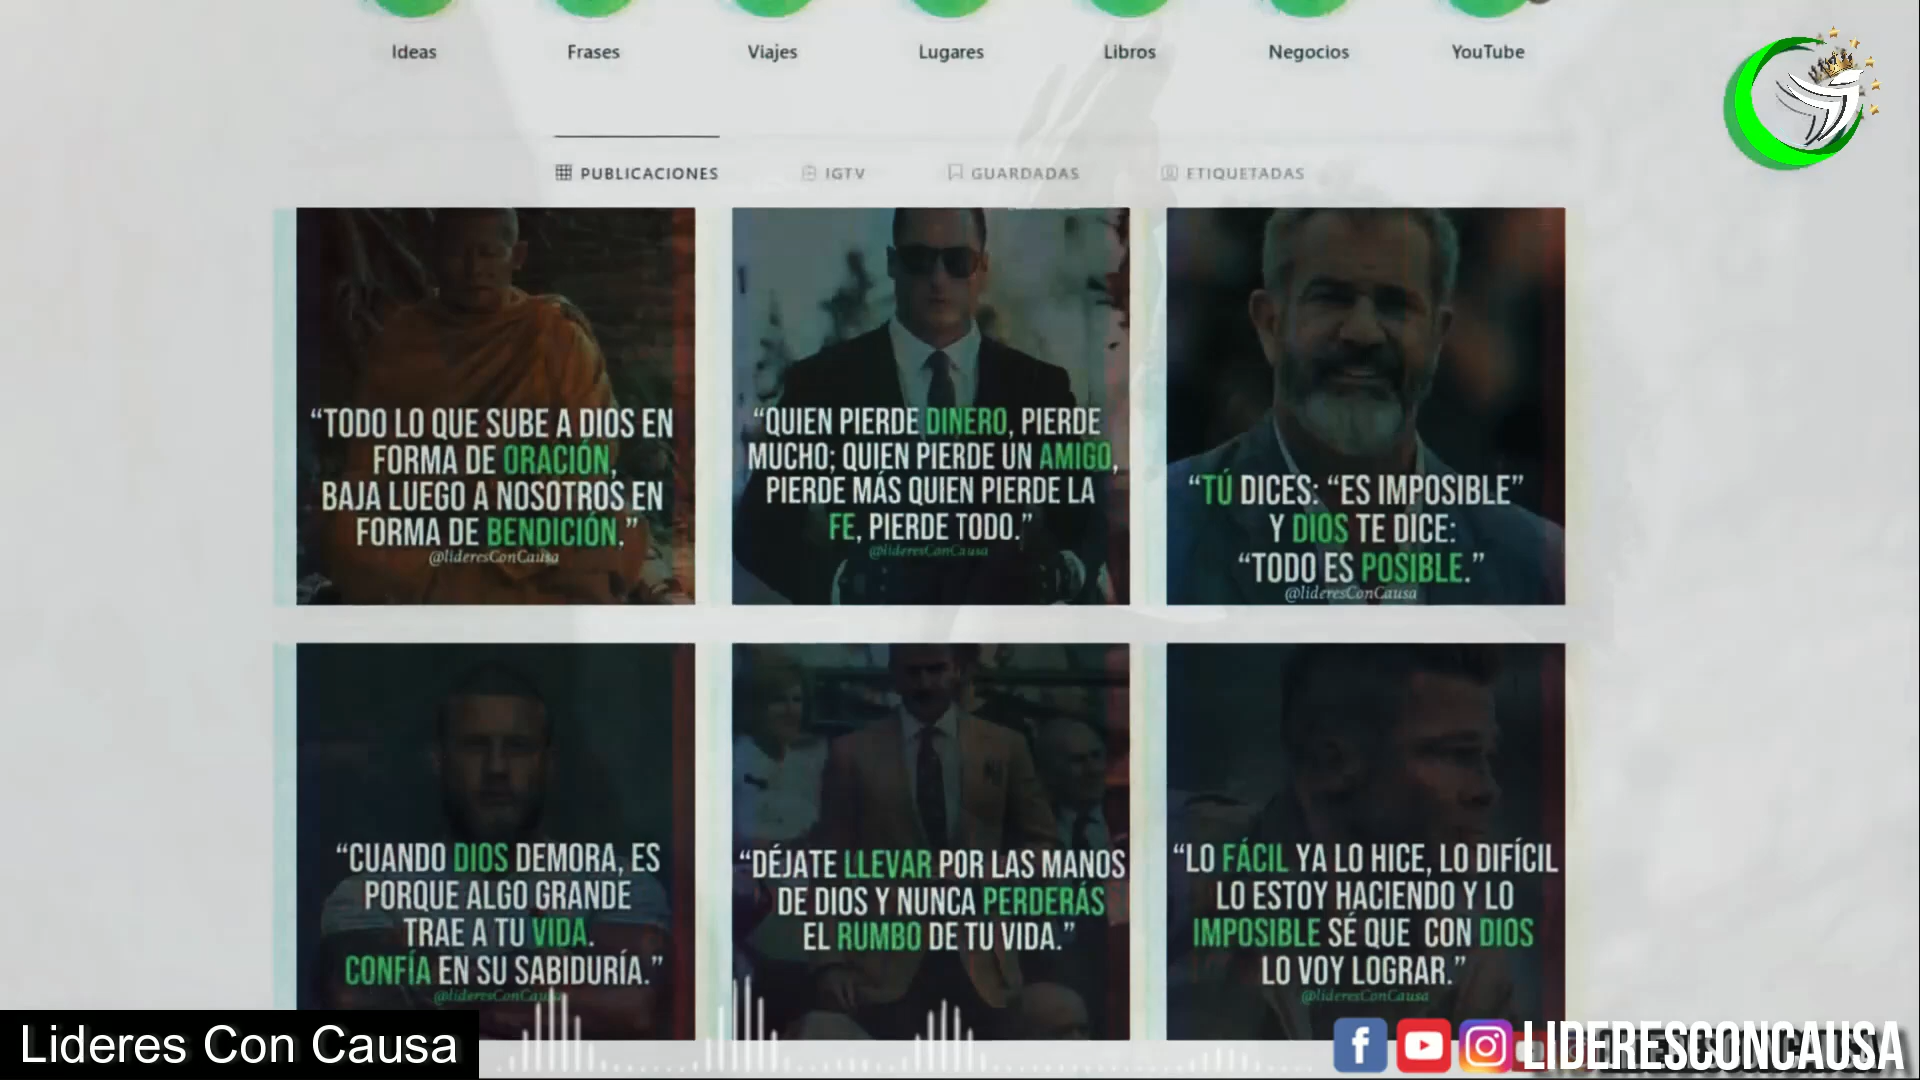 Ideas
Frases
Viajes
Lugares
Libros
Negocios
YouTube
PUBLICACIONES
IGTV
GUARDADAS
ETIQUETADAS
“TODO LO QUE SUBE A DIOS EN
FORMA DE ORACIÓN,
BAJA LUEGO A NOSOTROS EN
FORMA DE BENDICIÓN.”
@lideresConCausa
“QUIEN PIERDE DINERO, PIERDE
MUCHO; QUIEN PIERDE UN AMIGO,
PIERDE MÁS QUIEN PIERDE LA
FE, PIERDE TODO.”
@lideresConCausa
“TÚ DICES: “ES IMPOSIBLE”
Y DIOS TE DICE:
“TODO ES POSIBLE.”
@lideresConCausa
“CUANDO DIOS DEMORA, ES
PORQUE ALGO GRANDE
TRAE A TU VIDA.
CONFÍA EN SU SABIDURÍA.”
@lideresConCausa
“DÉJATE LLEVAR POR LAS MANOS
DE DIOS Y NUNCA PERDERÁS
EL RUMBO DE TU VIDA.”
“LO FÁCIL YA LO HICE, LO DIFÍCIL
LO ESTOY HACIENDO Y LO
IMPOSIBLE SÉ QUE CON DIOS
LO VOY LOGRAR.”
@lideresConCausa
Lideres Con Causa
LIDERESCONCAUSA